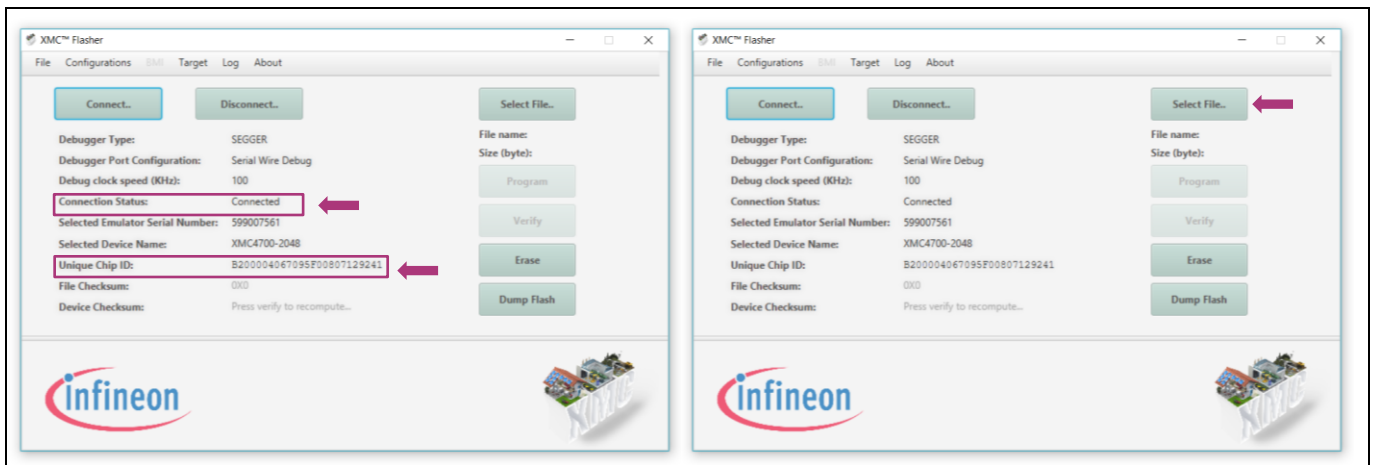 XMC™ Flasher
File Configurations BMI Target Log About
Connect.. Disconnect.. Select File..
Debugger Type: SEGGER File name:
Debugger Port Configuration: Serial Wire Debug Size (byte):
Debug clock speed (KHz): 100 Program
Connection Status: Connected
Selected Emulator Serial Number: 599007561 Verify
Selected Device Name: XMC4700-2048
Unique Chip ID: B200004067095F00807129241 Erase
File Checksum: 0X0
Device Checksum: Press verify to recompute... Dump Flash
infineon
XMC
XMC™ Flasher
File Configurations BMI Target Log About
Connect.. Disconnect.. Select File..
Debugger Type: SEGGER File name:
Debugger Port Configuration: Serial Wire Debug Size (byte):
Debug clock speed (KHz): 100 Program
Connection Status: Connected
Selected Emulator Serial Number: 599007561 Verify
Selected Device Name: XMC4700-2048
Unique Chip ID: B200004067095F00807129241 Erase
File Checksum: 0X0
Device Checksum: Press verify to recompute... Dump Flash
infineon
XMC